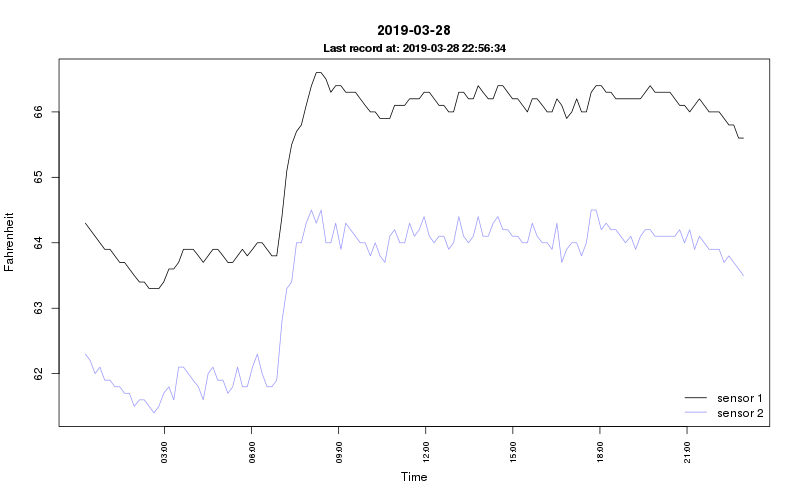 2019-03-28
Last record at: 2019-03-28 22:56:34
Fahrenheit
66
65
64
63
62
03:00
06:00
09:00
12:00
15:00
18:00
21:00
Time
sensor 1
sensor 2